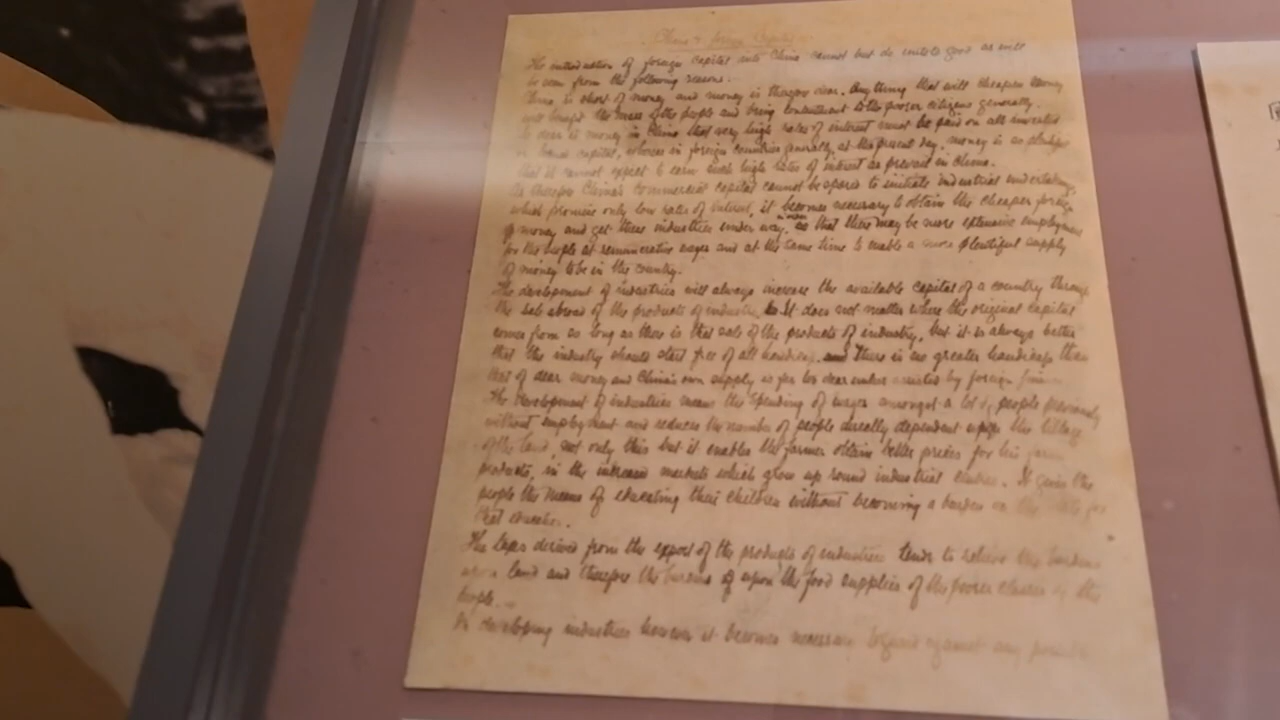 China & foreign Capital
The introduction of foreign capital into China cannot but do untold good as will
be seen from the following reasons.
China is short of money and money is dear. Anything that will cheapen money
will benefit the mass of the people and being to the poorer citizens generally.
So dear is money in China that very high rates of interest must be paid on all invested
or loaned capital, whereas in foreign countries generally, at the present day, money is so plentiful
that it cannot expect to earn such high rates of interest as prevail in China.
As therefore China's commercial capital cannot be spared to initiate industrial undertakings
which promise only low rates of interest, it becomes necessary to obtain the cheaper foreign
money and get these industries under way, so that there may be more extensive employment
for the people at remunerative wages and at the same time to enable a more plentiful supply
of money to be in the country.
The development of industries will always increase the available capital of a country through
the sale abroad of the products of industry. It does not matter where the original capital
comes from so long as there is that sale of the products of industry, but it is always better
that the industry should start free of all handicap. and There is no greater handicap than
that of dear money and China's own supply is far too dear unless assisted by foreign
The development of industries means the spending of wages amongst a lot of people previously
without employment and reduces the number of people directly dependent upon the tillage
of the land, not only this but it enables the farmer obtain better prices for his farm
products, in the increased markets which grow up round industrial. It gives the
people the means of educating their children without becoming a burden on the for
that education.
The taxes derived from the export of the products of industries tends to relieve the burdens
upon land and therefore the burdens of upon the food supplies of the poorer classes of the
people.
In developing industries however it becomes necessary to guard against any